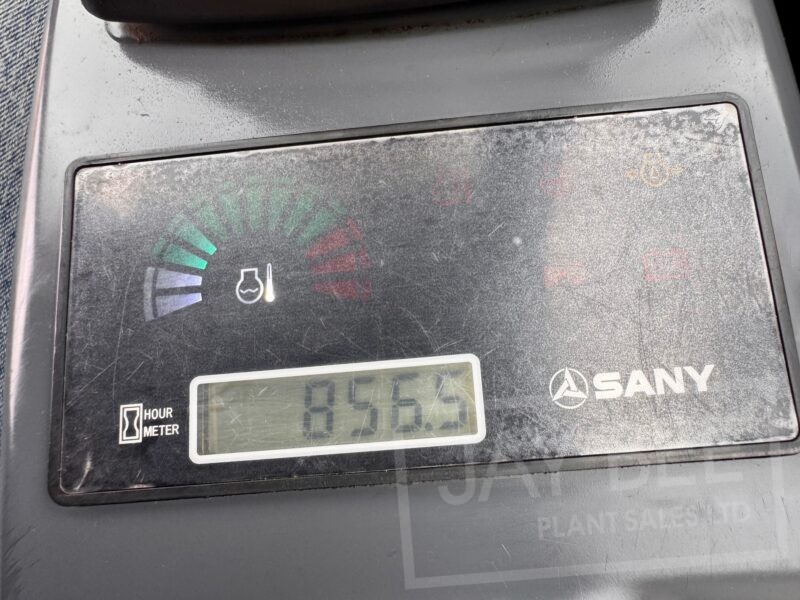 HOUR
METER
856.5
SANY
JAY BEE
PLANT SALES LTD